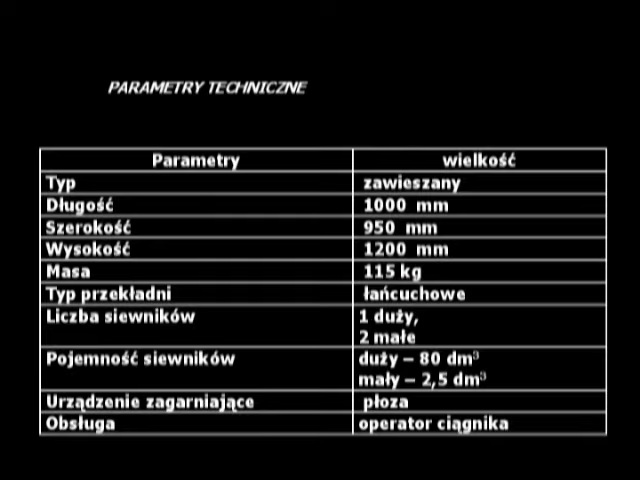 PARAMETRY TECHNICZNE
Parametry wielkość
Typ zawieszany
Długość 1000 mm
Szerokość 950 mm
Wysokość 1200 mm
Masa 115 kg
Typ przekładni łańcuchowe
Liczba siewników 1 duży,
2 małe
Pojemność siewników duży – 80 dm³
mały – 2,5 dm³
Urządzenie zagarniające płoza
Obsługa operator ciągnika